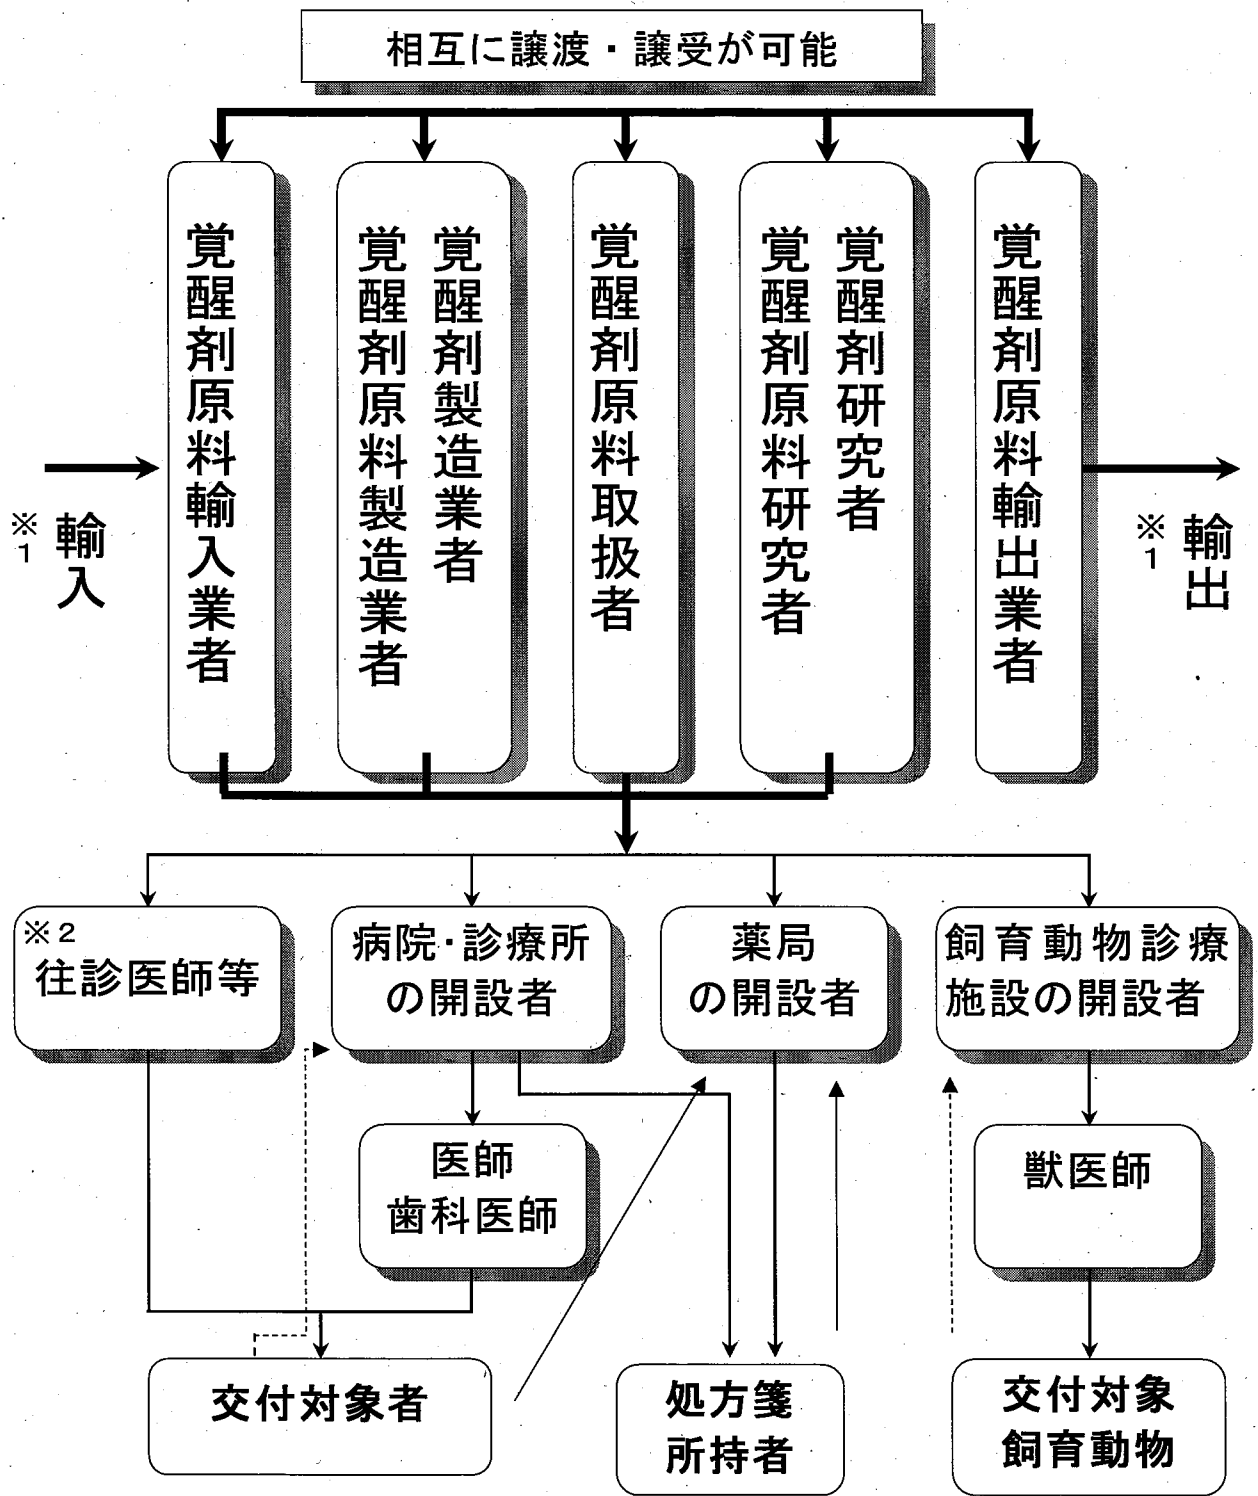 相互に譲渡・譲受が可能
覚醒剤原料輸入業者
覚醒剤製造業者
覚醒剤原料製造業者
覚醒剤原料取扱者
覚醒剤研究者
覚醒剤原料研究者
覚醒剤原料輸出業者
※1
輸入
※1
輸出
※2
往診医師等
病院・診療所
の開設者
薬局
の開設者
飼育動物診療
施設の開設者
医師
歯科医師
獣医師
交付対象者
処方箋
所持者
交付対象
飼育動物